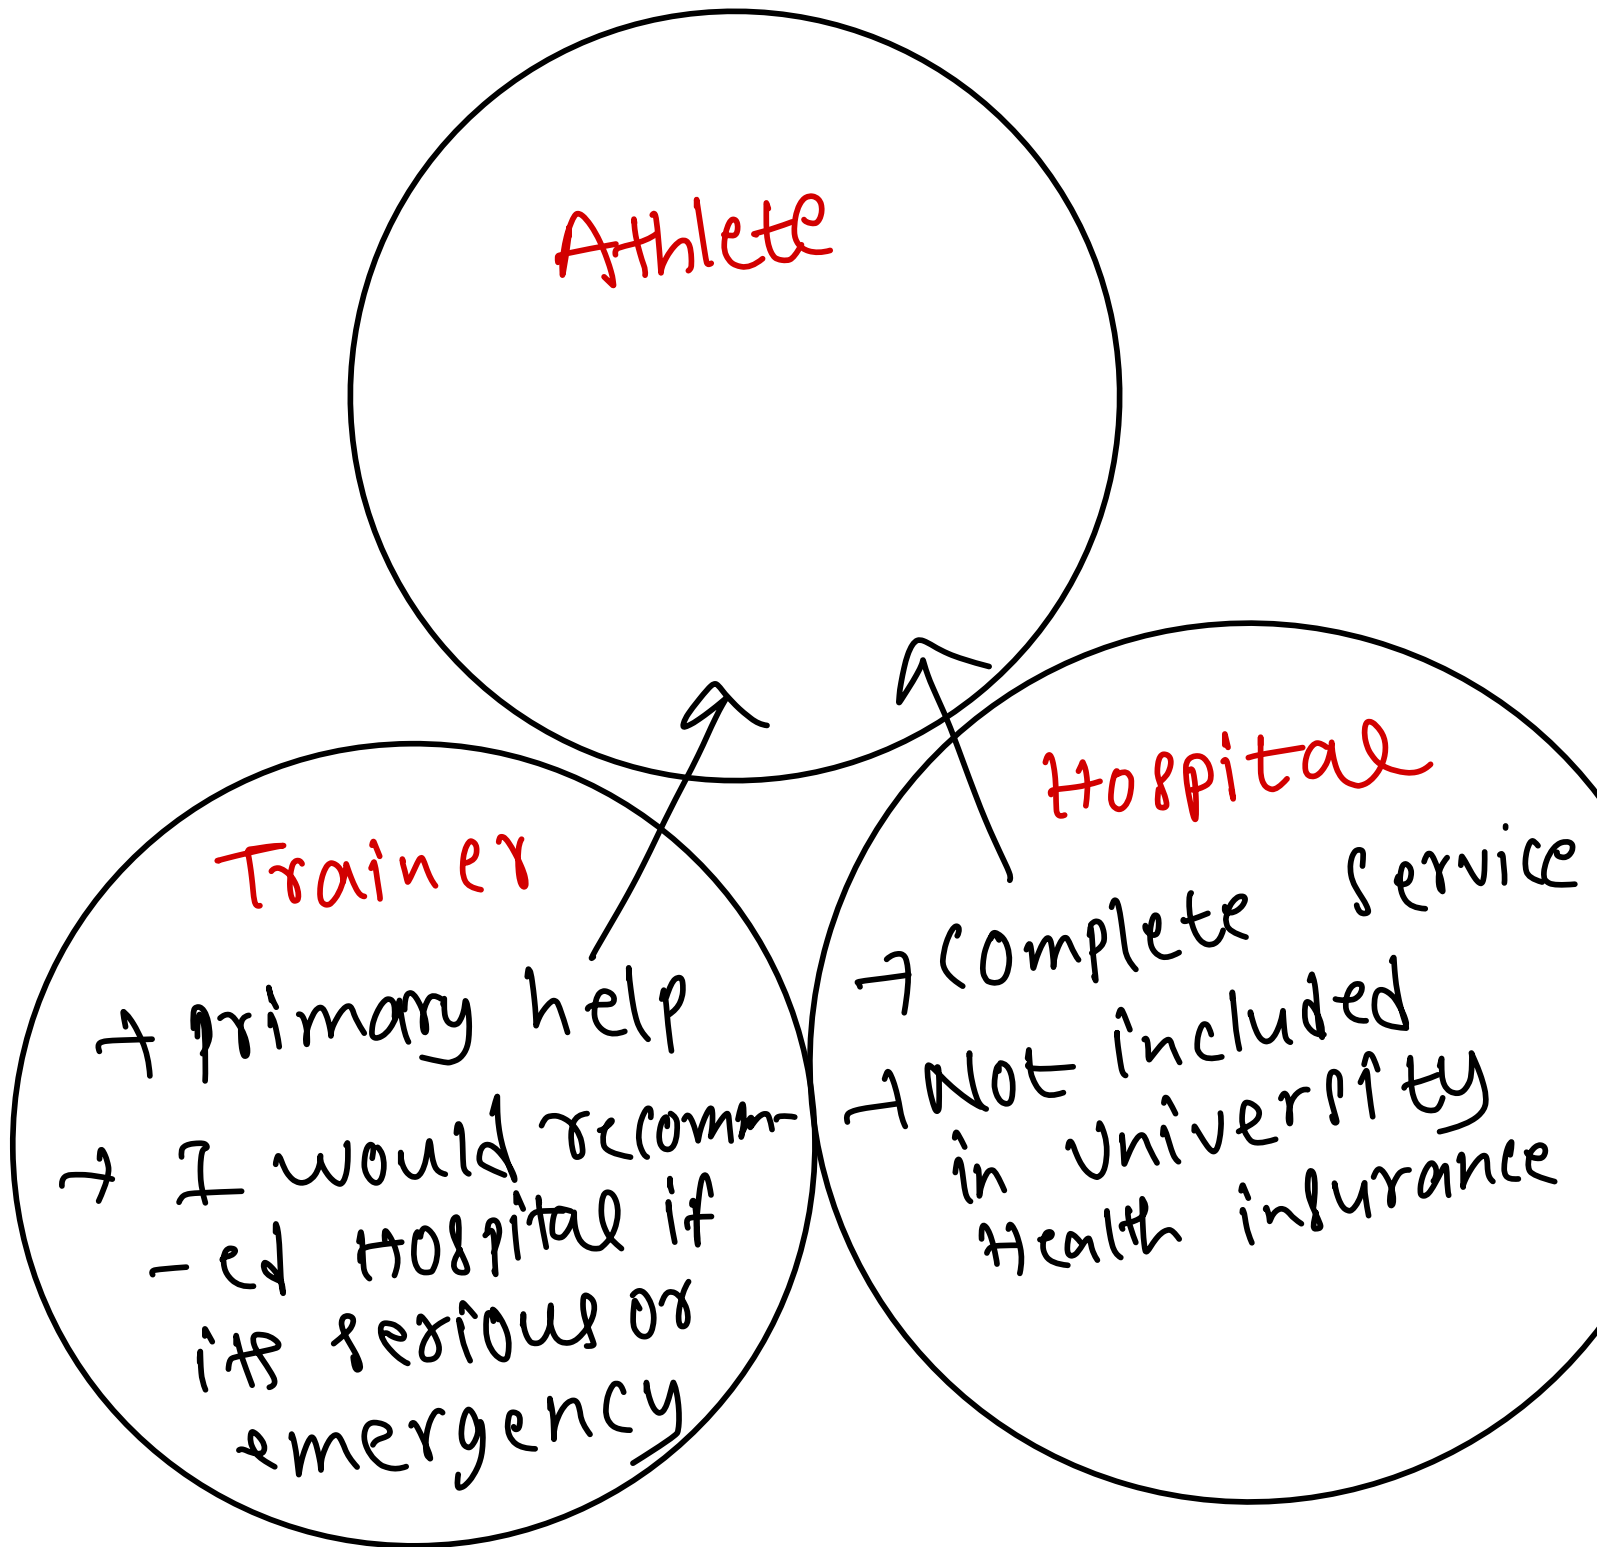 Athlete
Trainer
→ primary help
→ I would recomm-
-ed Hospital if
its serious or
emergency
Hospital
→ Complete Service
→ Not included
in University
Health insurance